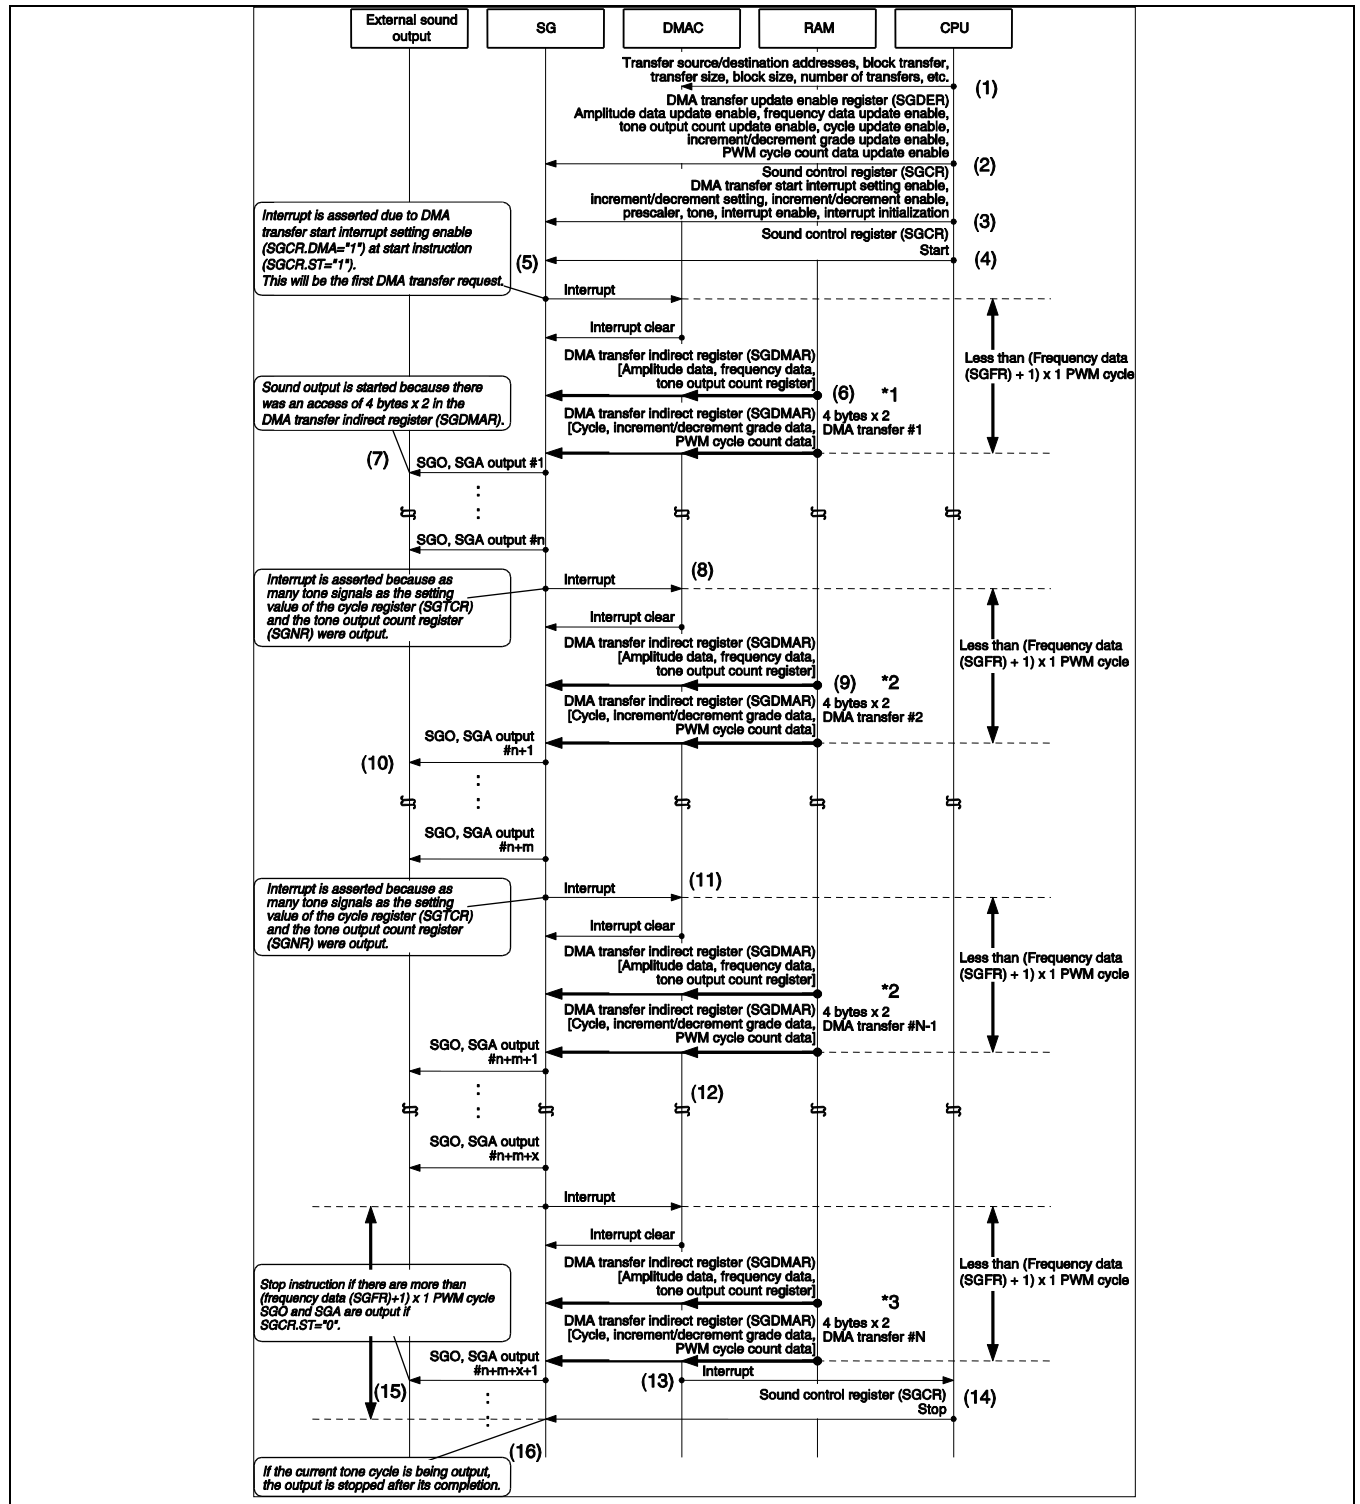 External sound
output
SG
DMAC
RAM
CPU
Transfer source/destination addresses, block transfer,
transfer size, block size, number of transfers, etc.
(1)
DMA transfer update enable register (SGDER)
Amplitude data update enable, frequency data update enable,
tone output count update enable, cycle update enable,
increment/decrement grade update enable,
PWM cycle count data update enable
(2)
Sound control register (SGCR)
DMA transfer start interrupt setting enable,
increment/decrement setting, increment/decrement enable,
prescaler, tone, interrupt enable, interrupt initialization
(3)
Sound control register (SGCR)
Start
(4)
Interrupt is asserted due to DMA
transfer start interrupt setting enable
(SGCR.DMA="1") at start instruction
(SGCR.ST="1").
This will be the first DMA transfer request.
(5)
Interrupt
Interrupt clear
Less than (Frequency data
(SGFR) + 1) x 1 PWM cycle
DMA transfer indirect register (SGDMAR)
[Amplitude data, frequency data,
tone output count register]
(6) *1
Sound output is started because there
was an access of 4 bytes x 2 in the
DMA transfer indirect register (SGDMAR).
DMA transfer indirect register (SGDMAR)
[Cycle, increment/decrement grade data,
PWM cycle count data]
4 bytes x 2
DMA transfer #1
(7)
SGO, SGA output #1
SGO, SGA output #n
Interrupt is asserted because as
many tone signals as the setting
value of the cycle register (SGTCR)
and the tone output count register
(SGNR) were output.
Interrupt
(8)
Interrupt clear
Less than (Frequency data
(SGFR) + 1) x 1 PWM cycle
DMA transfer indirect register (SGDMAR)
[Amplitude data, frequency data,
tone output count register]
(9) *2
DMA transfer indirect register (SGDMAR)
[Cycle, increment/decrement grade data,
PWM cycle count data]
4 bytes x 2
DMA transfer #2
SGO, SGA output
#n+1
(10)
SGO, SGA output
#n+m
Interrupt is asserted because as
many tone signals as the setting
value of the cycle register (SGTCR)
and the tone output count register
(SGNR) were output.
Interrupt
(11)
Interrupt clear
Less than (Frequency data
(SGFR) + 1) x 1 PWM cycle
DMA transfer indirect register (SGDMAR)
[Amplitude data, frequency data,
tone output count register]
*2
DMA transfer indirect register (SGDMAR)
[Cycle, increment/decrement grade data,
PWM cycle count data]
4 bytes x 2
DMA transfer #N-1
SGO, SGA output
#n+m+1
(12)
SGO, SGA output
#n+m+x
Interrupt
Interrupt clear
Less than (Frequency data
(SGFR) + 1) x 1 PWM cycle
DMA transfer indirect register (SGDMAR)
[Amplitude data, frequency data,
tone output count register]
*3
Stop instruction if there are more than
(frequency data (SGFR)+1) x 1 PWM cycle
SGO and SGA are output if
SGCR.ST="0".
DMA transfer indirect register (SGDMAR)
[Cycle, increment/decrement grade data,
PWM cycle count data]
4 bytes x 2
DMA transfer #N
SGO, SGA output
#n+m+x+1
(13)
Interrupt
(15)
Sound control register (SGCR)
Stop
(14)
(16)
If the current tone cycle is being output,
the output is stopped after its completion.